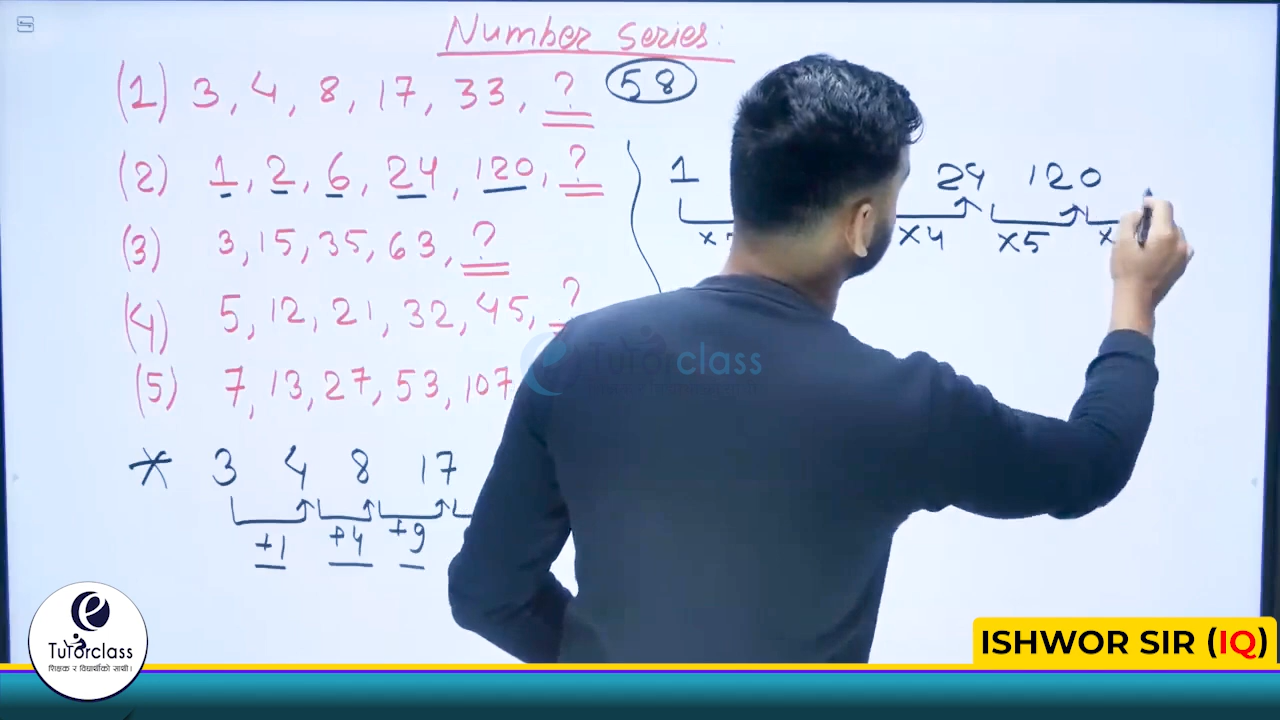 Number Series:
(1) 3, 4, 8, 17, 33, ? 58
(2) 1, 2, 6, 24, 120, ?
(3) 3, 15, 35, 63, ?
(4) 5, 12, 21, 32, 45, ?
(5) 7, 13, 27, 53, 107
1 24 120
x4 x5
3 4 8 17
+1 +4 +9
Tutorclass
e
Tutorclass
शिक्षक र विद्यार्थीको साथी।
ISHWOR SIR (IQ)